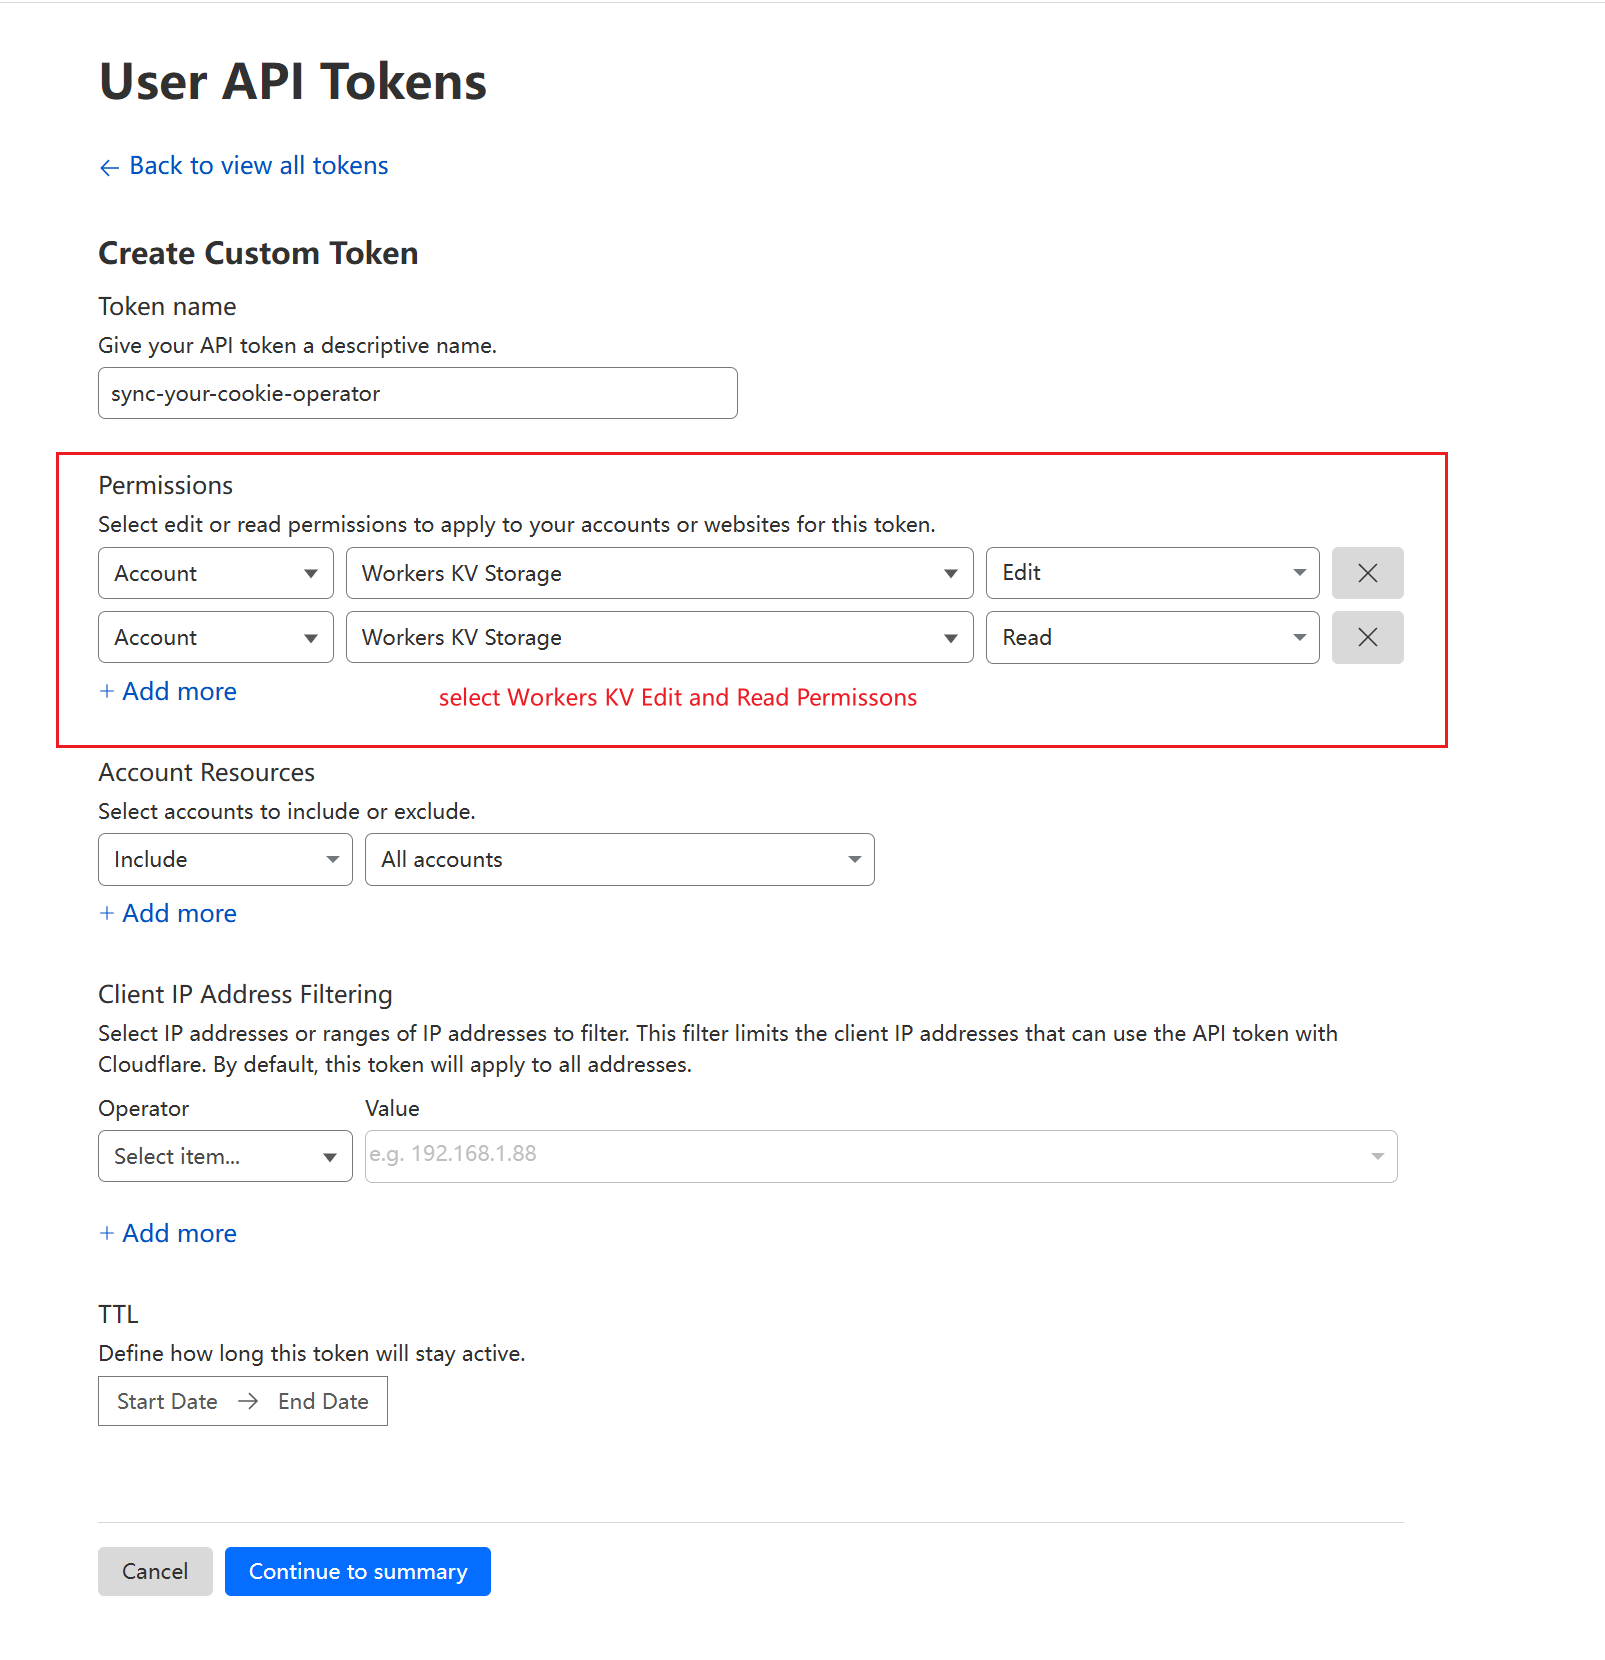 User API Tokens
← Back to view all tokens
Create Custom Token
Token name
Give your API token a descriptive name.
sync-your-cookie-operator
Permissions
Select edit or read permissions to apply to your accounts or websites for this token.
Account Workers KV Storage Edit
Account Workers KV Storage Read
+ Add more
select Workers KV Edit and Read Permissons
Account Resources
Select accounts to include or exclude.
Include All accounts
+ Add more
Client IP Address Filtering
Select IP addresses or ranges of IP addresses to filter. This filter limits the client IP addresses that can use the API token with
Cloudflare. By default, this token will apply to all addresses.
Operator Value
Select item... e.g. 192.168.1.88
+ Add more
TTL
Define how long this token will stay active.
Start Date → End Date
Cancel Continue to summary